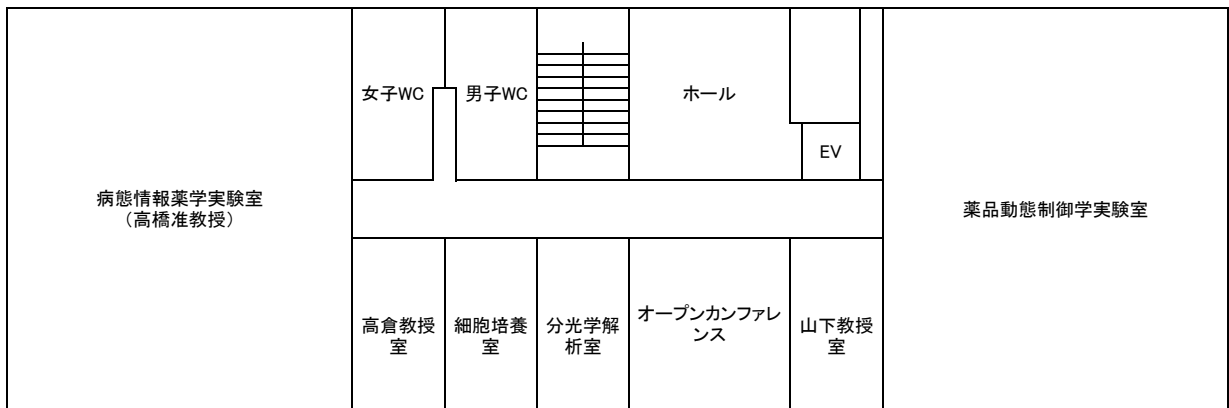 女子WC
男子WC
ホール
EV
病態情報薬学実験室
（高橋准教授）
薬品動態制御学実験室
高倉教授
室
細胞培養
室
分光学解
析室
オープンカンファレ
ンス
山下教授
室